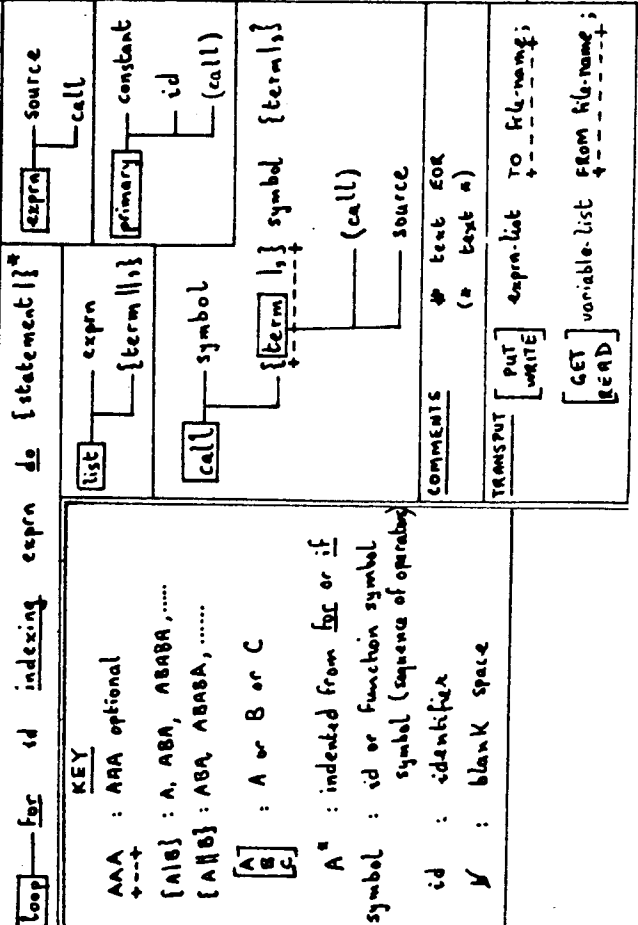 loop for id indexing exprn do {statement|}*
KEY
AAA : AAA optional
+--+
{A|B} : A, ABA, ABABA, .....
{A||B} : ABA, ABABA, ......
[A B C] : A or B or C
A* : indented from for or if
symbol : id or function symbol
symbol (sequence of operators)
id : identifier
: blank space
list exprn
{term||,}
exprn source
call
primary constant
id
(call)
call symbol
{term|,} symbol {term|,}
(call)
source
COMMENTS # text EOR
(* text *)
TRANSPUT [PUT WRITE] exprn-list TO file-name;
[GET READ] variable-list FROM file-name;